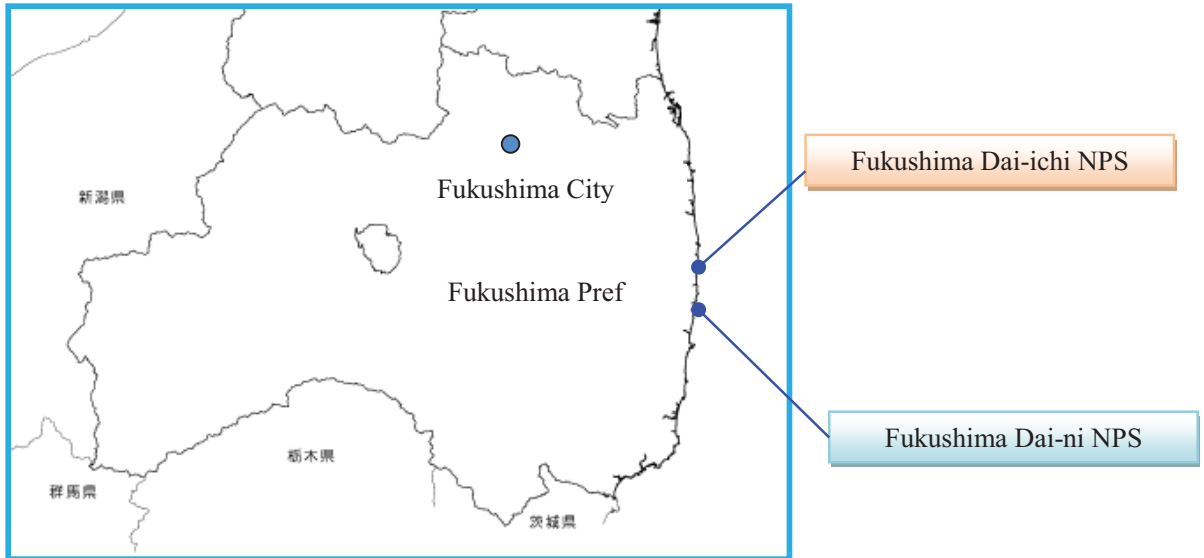 Fukushima Dai-ichi NPS
Fukushima City
新潟県
Fukushima Pref
Fukushima Dai-ni NPS
栃木県
群馬県
茨城県